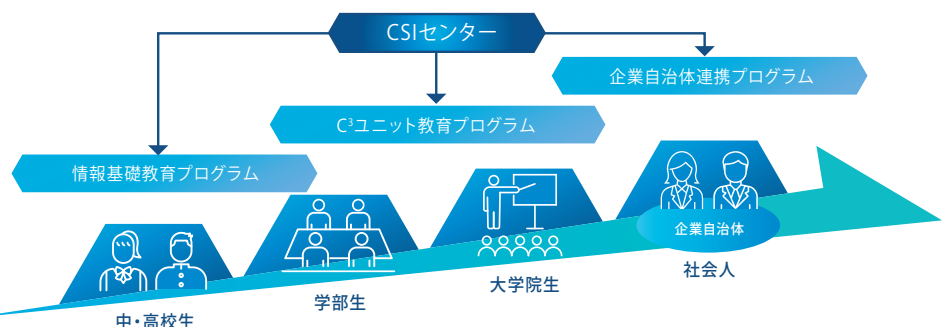 CSIセンター
企業自治体連携プログラム
C³ユニット教育プログラム
情報基礎教育プログラム
企業自治体
社会人
大学院生
学部生
中・高校生